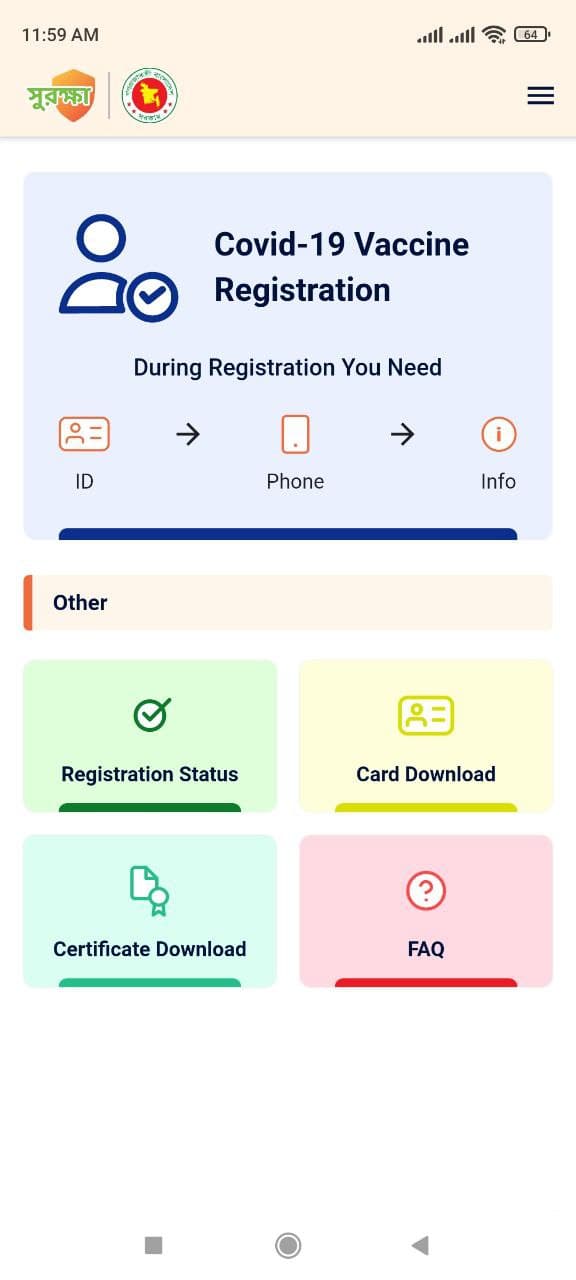 11:59 AM
64
সুরক্ষা
Covid-19 Vaccine
Registration
During Registration You Need
ID
Phone
Info
Other
Registration Status
Card Download
Certificate Download
FAQ